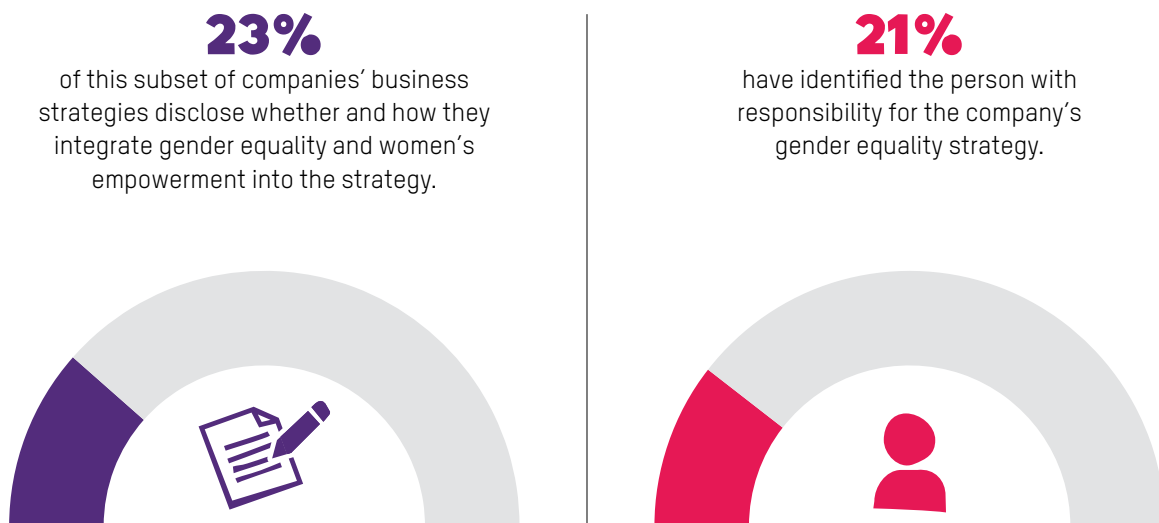 23%
of this subset of companies’ business
strategies disclose whether and how they
integrate gender equality and women’s
empowerment into the strategy.
21%
have identified the person with
responsibility for the company’s
gender equality strategy.